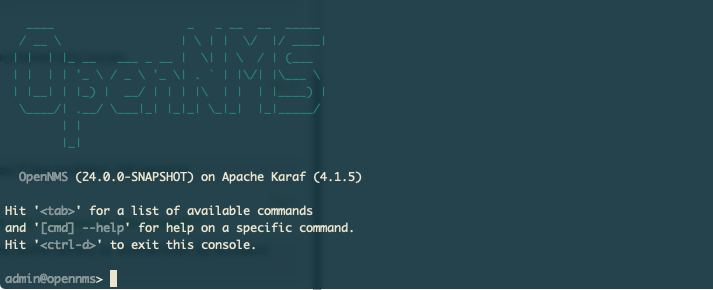 OpenNMS
OpenNMS (24.0.0-SNAPSHOT) on Apache Karaf (4.1.5)
Hit '<tab>' for a list of available commands
and '[cmd] --help' for help on a specific command.
Hit '<ctrl-d>' to exit this console.
admin@opennms>